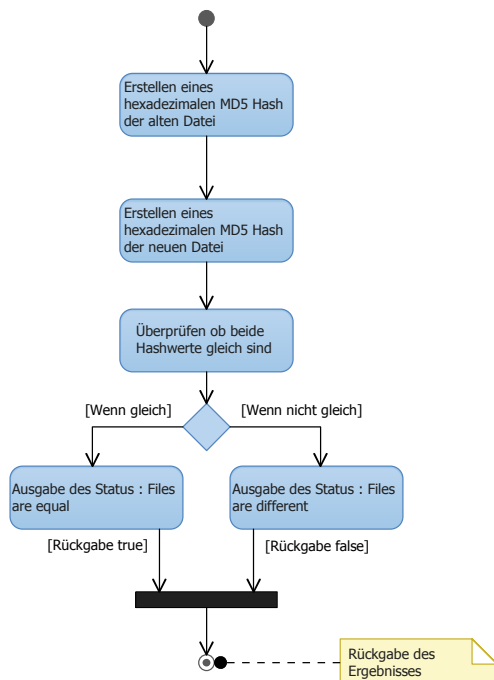 Erstellen eines
hexadezimalen MD5 Hash
der alten Datei
Erstellen eines
hexadezimalen MD5 Hash
der neuen Datei
Überprüfen ob beide
Hashwerte gleich sind
[Wenn gleich]
[Wenn nicht gleich]
Ausgabe des Status : Files
are equal
Ausgabe des Status : Files
are different
[Rückgabe true]
[Rückgabe false]
Rückgabe des
Ergebnisses